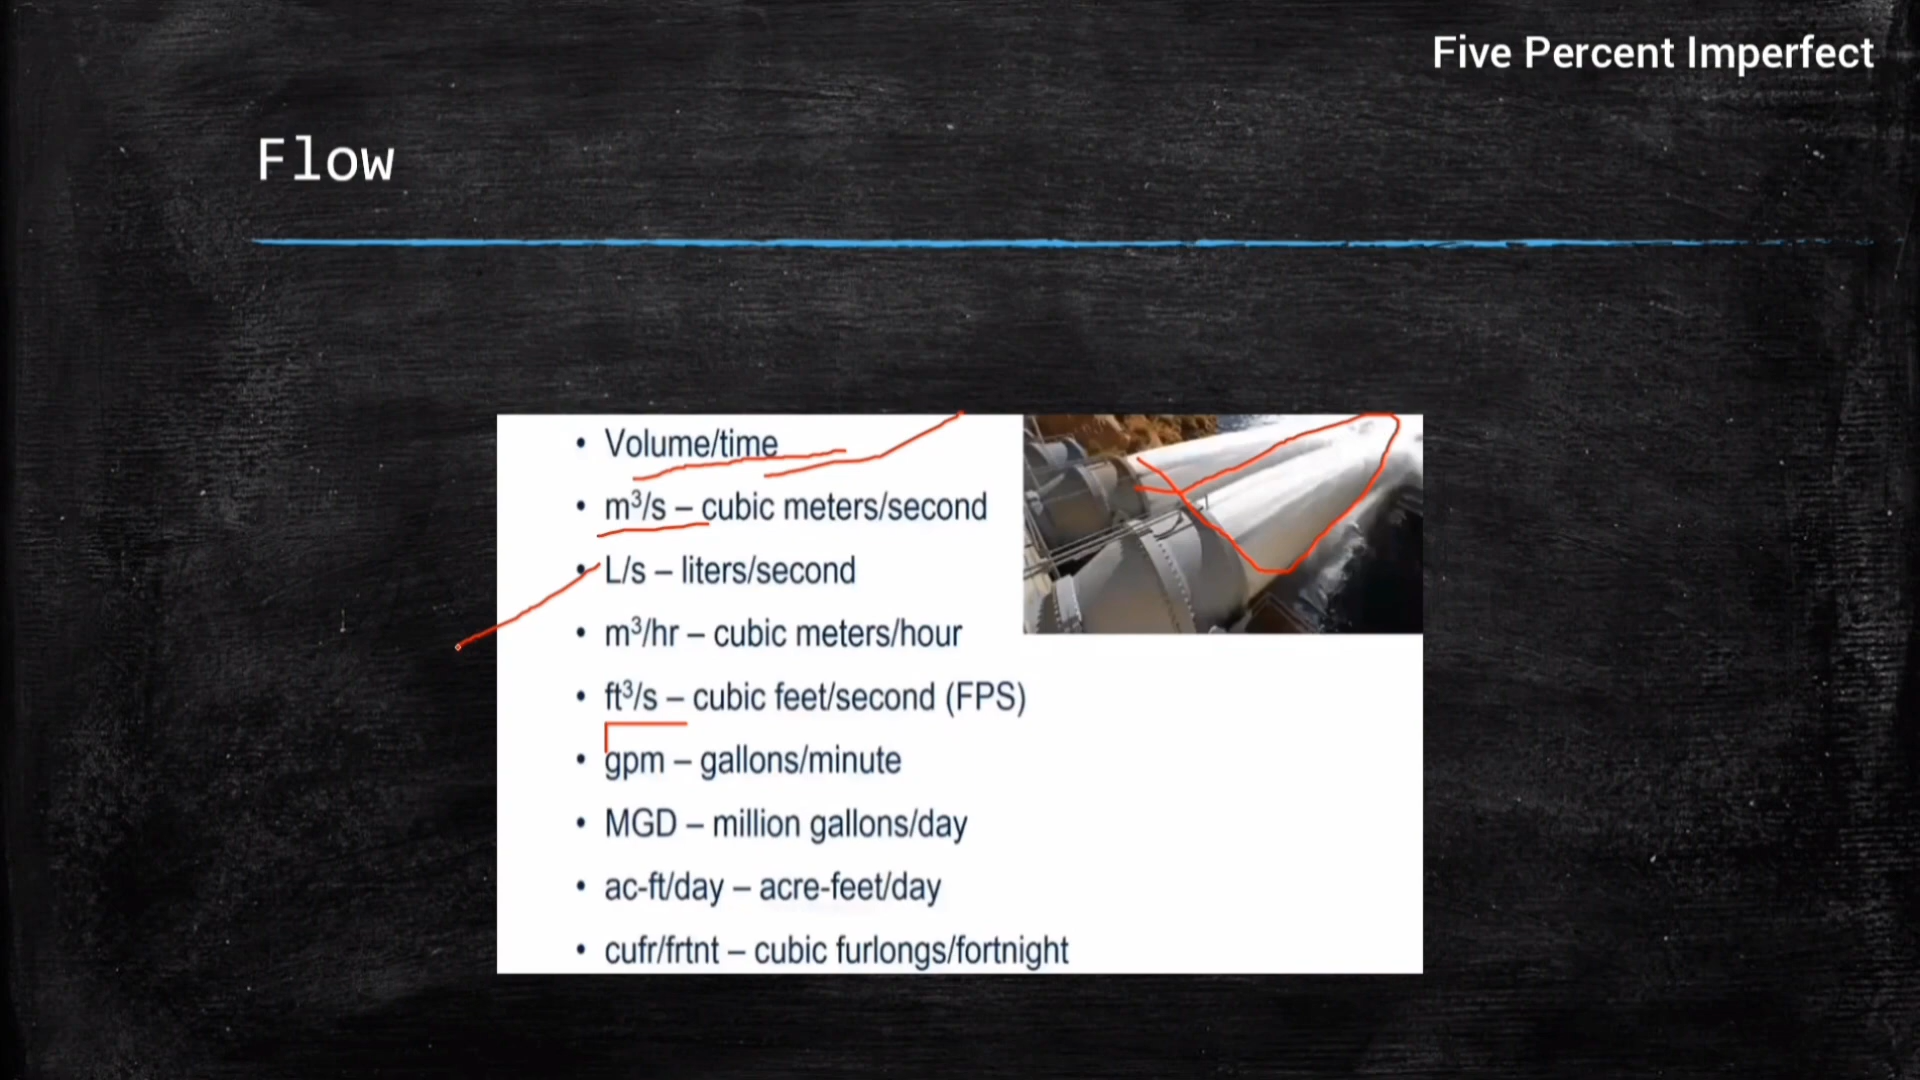 Five Percent Imperfect
Flow
• Volume/time
• m³/s – cubic meters/second
• L/s – liters/second
• m³/hr – cubic meters/hour
• ft³/s – cubic feet/second (FPS)
• gpm – gallons/minute
• MGD – million gallons/day
• ac-ft/day – acre-feet/day
• cufr/frtnt – cubic furlongs/fortnight